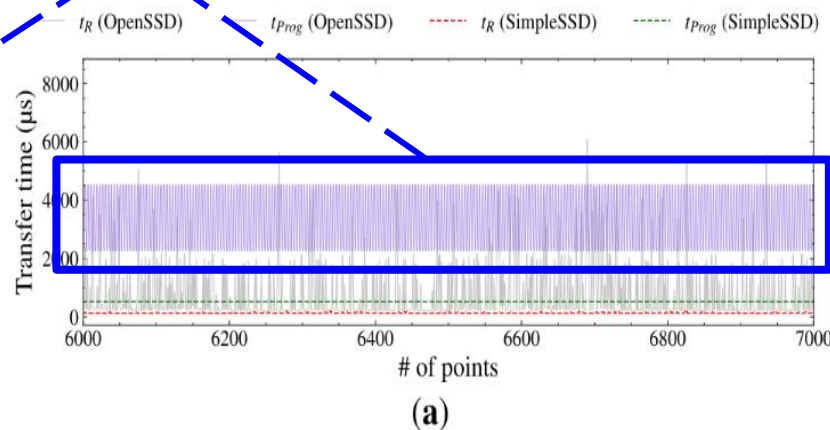 t_R (OpenSSD) t_Prog (OpenSSD) t_R (SimpleSSD) t_Prog (SimpleSSD)
Transfer time (μs)
8000
6000
4000
2000
0
6000 6200 6400 6600 6800 7000
# of points
(a)